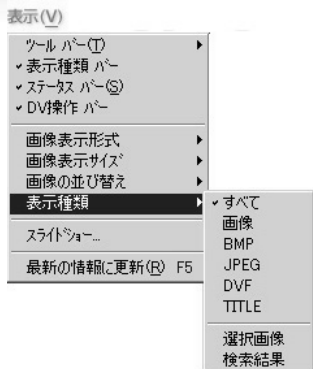 表示(V)
ツール バー(T)
表示種類 バー
ステータス バー(S)
DV操作 バー
画像表示形式
画像表示サイズ
画像の並び替え
表示種類
スライドショー...
最新の情報に更新(R) F5
すべて
画像
BMP
JPEG
DVF
TITLE
選択画像
検索結果